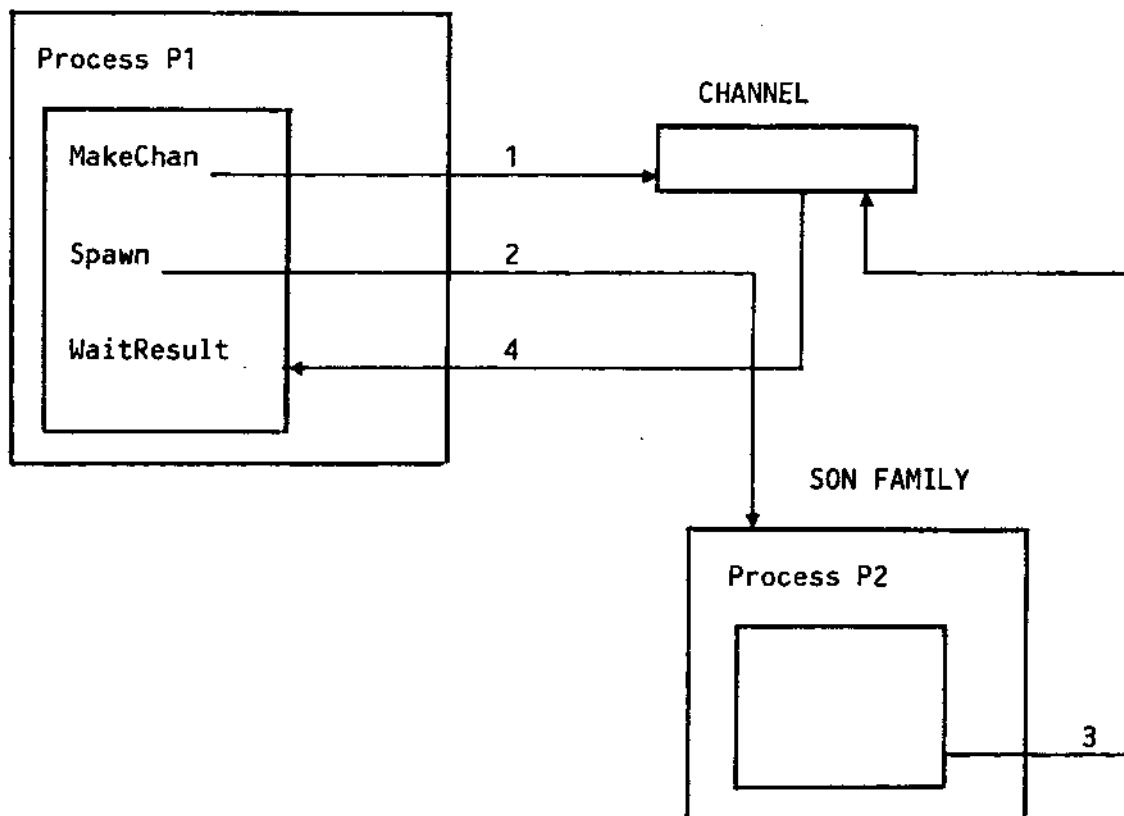 Process P1
CHANNEL
MakeChan
1
Spawn
2
WaitResult
4
SON FAMILY
Process P2
3